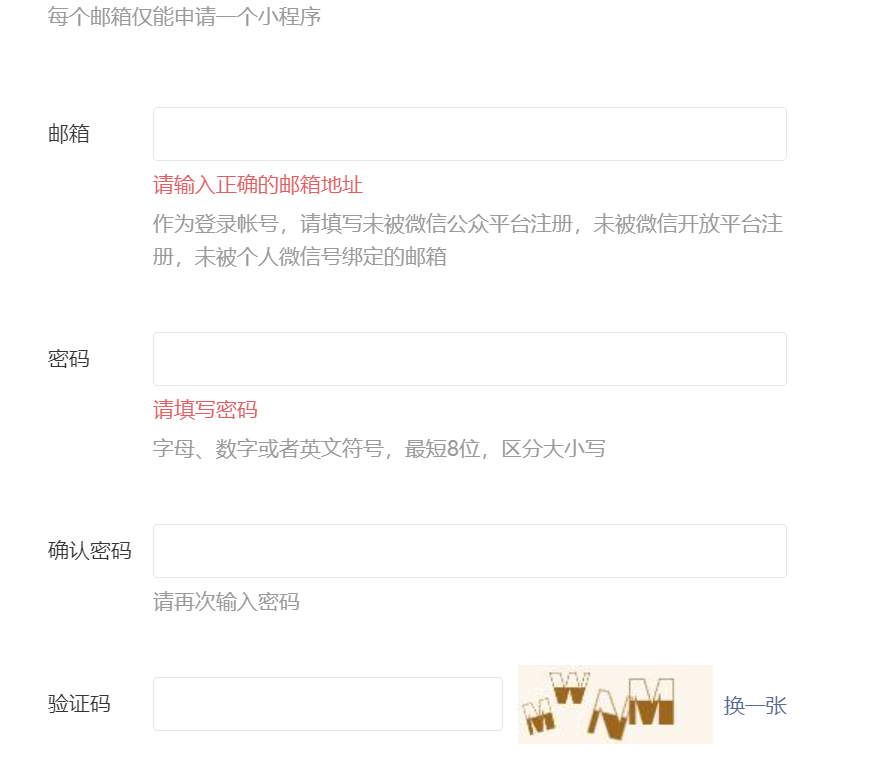 每个邮箱仅能申请一个小程序
邮箱
请输入正确的邮箱地址
作为登录帐号，请填写未被微信公众平台注册，未被微信开放平台注
册，未被个人微信号绑定的邮箱
密码
请填写密码
字母、数字或者英文符号，最短8位，区分大小写
确认密码
请再次输入密码
验证码
换一张